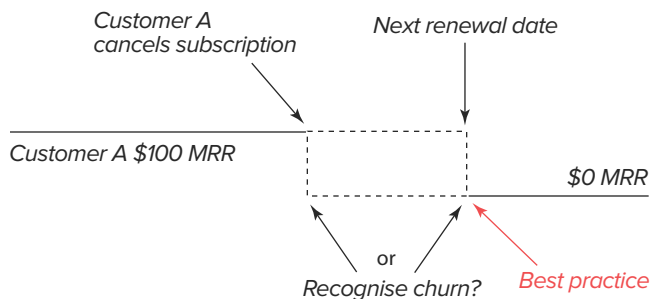 Customer A
cancels subscription
Next renewal date
Customer A $100 MRR
$0 MRR
or
Recognise churn?
Best practice